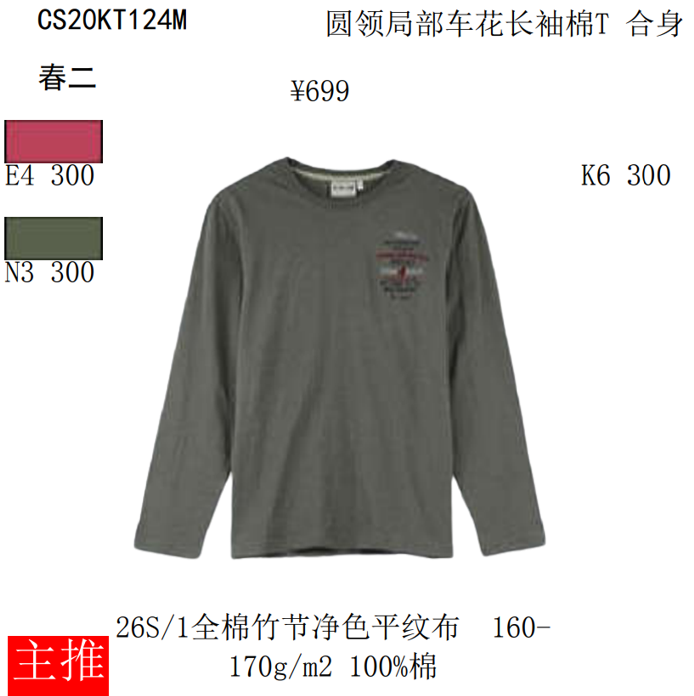 CS20KT124M
圆领局部车花长袖棉T 合身
春二
¥699
E4 300
K6 300
N3 300
26S/1全棉竹节净色平纹布 160-
170g/m2 100%棉
主推